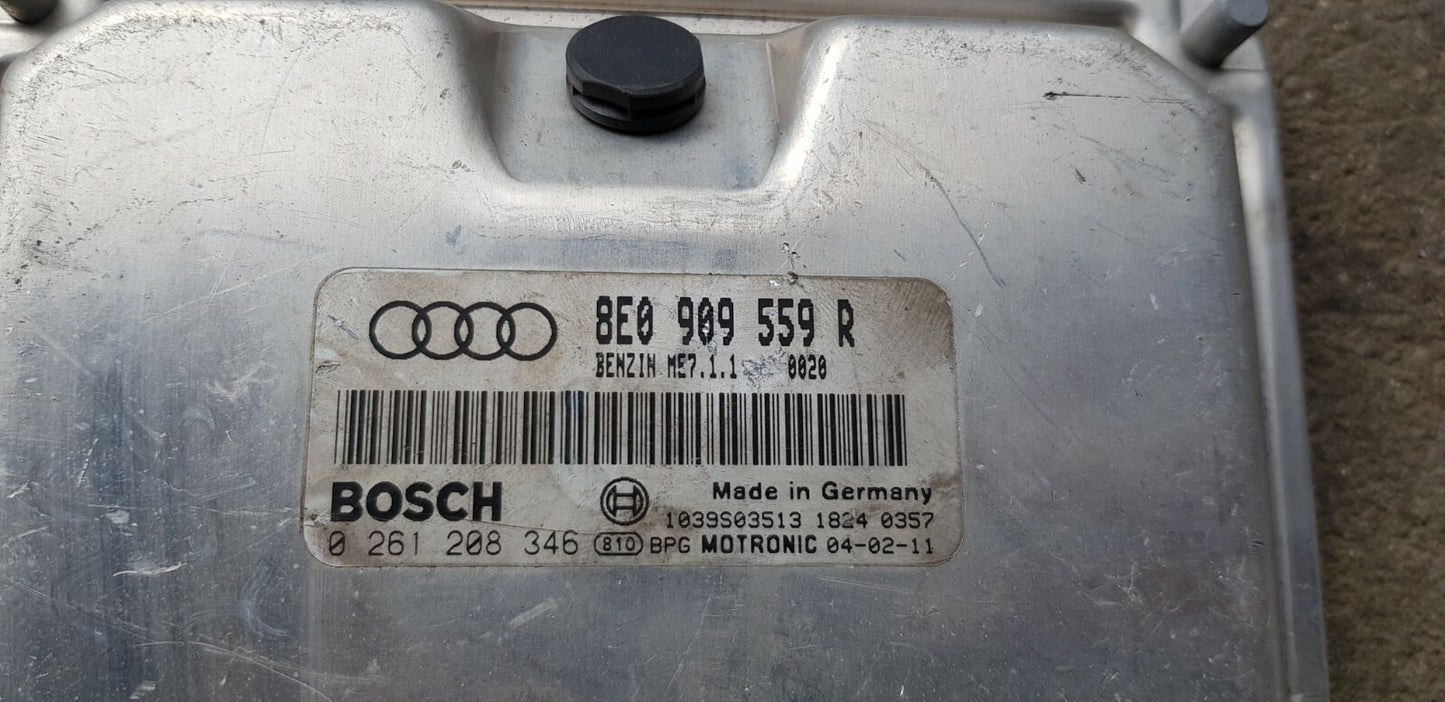 8E0 909 559 R
BENZIN ME7.1.1 0020
BOSCH
Made in Germany
1039S03513 1824 0357
0 261 208 346 810 BPG MOTRONIC 04-02-11